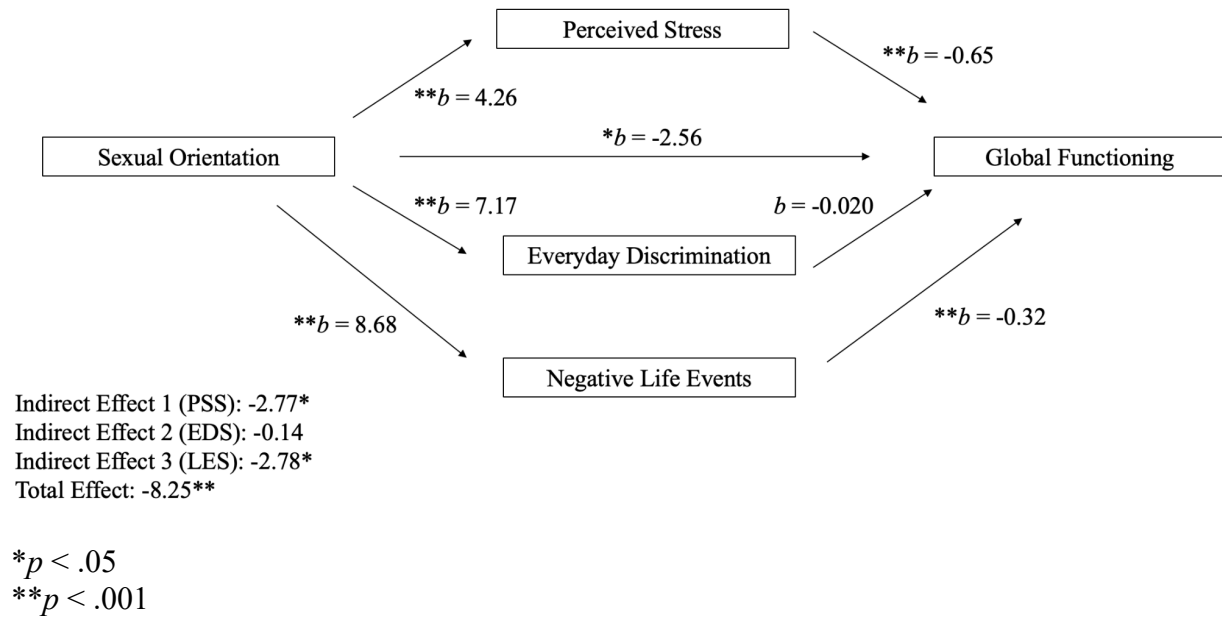 Perceived Stress
**b = -0.65
**b = 4.26
*b = -2.56
Sexual Orientation
Global Functioning
**b = 7.17
b = -0.020
Everyday Discrimination
**b = 8.68
**b = -0.32
Negative Life Events
Indirect Effect 1 (PSS): -2.77*
Indirect Effect 2 (EDS): -0.14
Indirect Effect 3 (LES): -2.78*
Total Effect: -8.25**
*p < .05
**p < .001